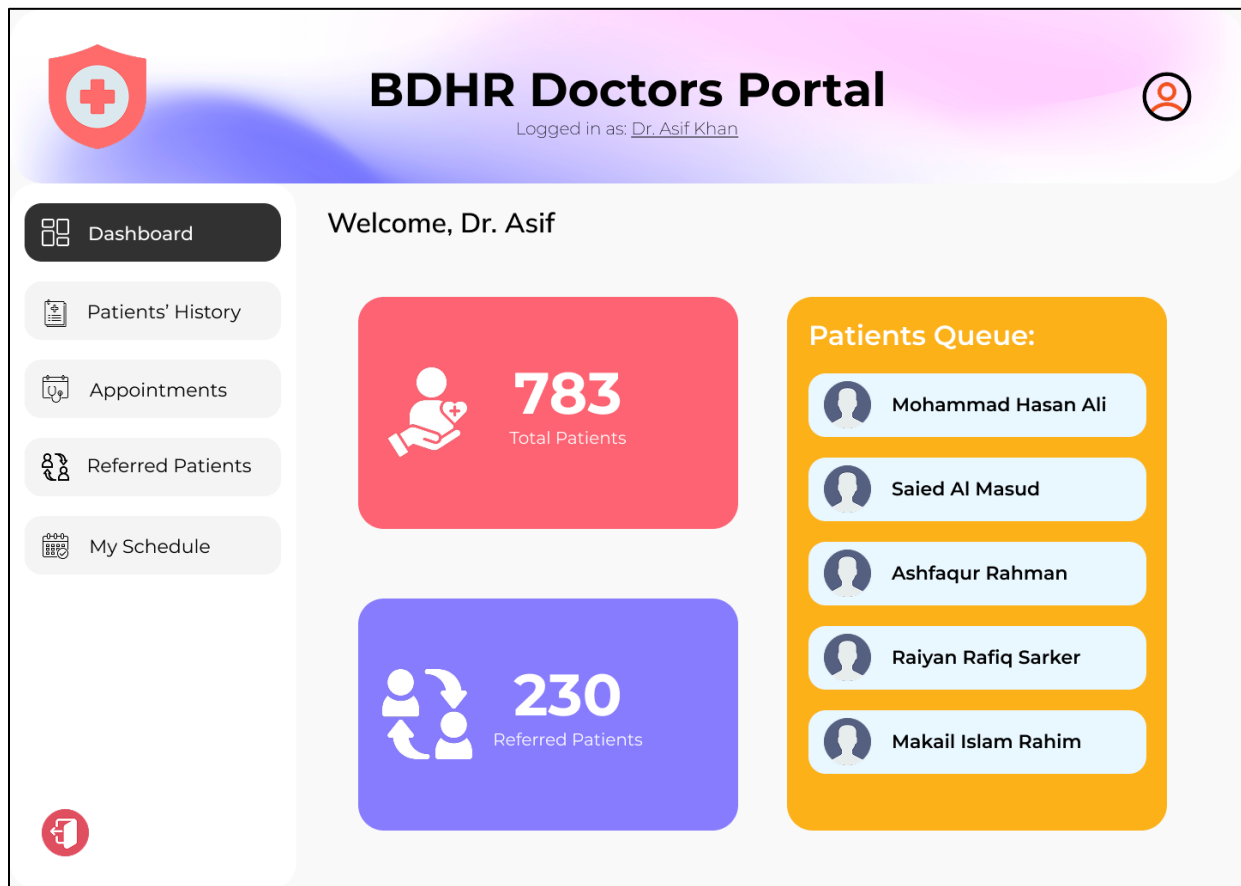 BDHR Doctors Portal
Logged in as: Dr. Asif Khan
Dashboard
Patients’ History
Appointments
Referred Patients
My Schedule
Welcome, Dr. Asif
783
Total Patients
230
Referred Patients
Patients Queue:
Mohammad Hasan Ali
Saied Al Masud
Ashfaqur Rahman
Raiyan Rafiq Sarker
Makail Islam Rahim